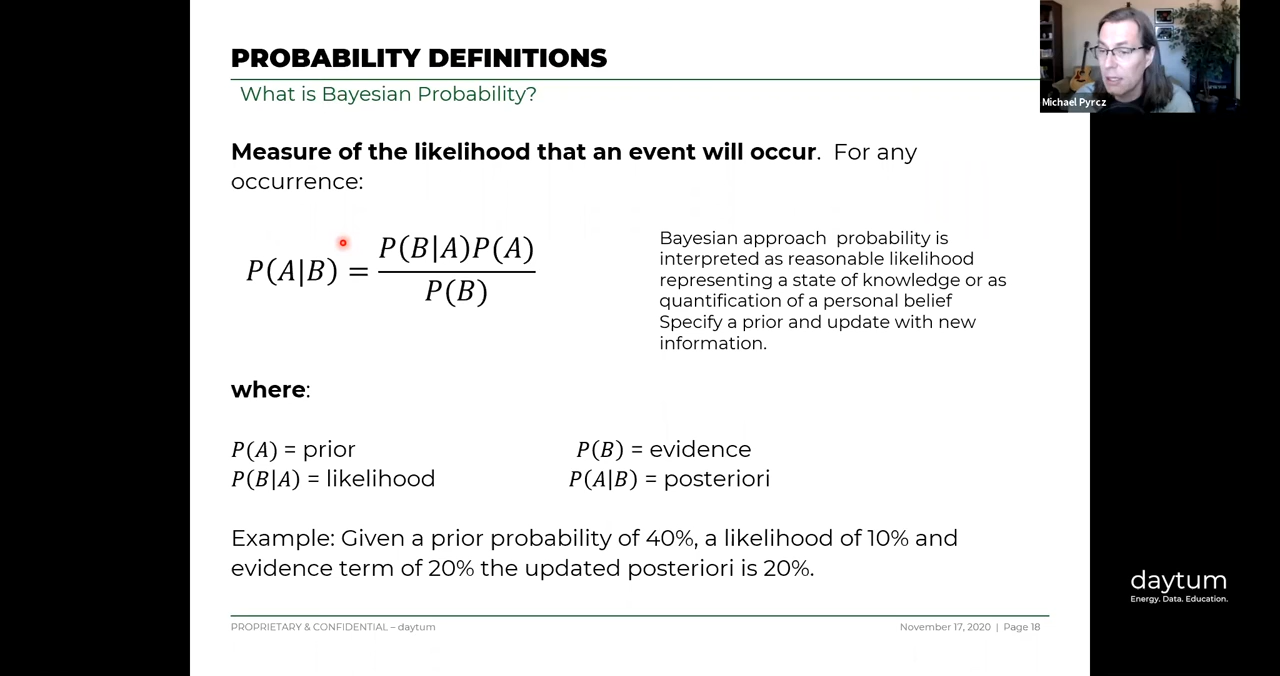 PROBABILITY DEFINITIONS
What is Bayesian Probability?
Michael Pyrcz
Measure of the likelihood that an event will occur. For any
occurrence:
P(A|B) = P(B|A)P(A) / P(B)
Bayesian approach probability is
interpreted as reasonable likelihood
representing a state of knowledge or as
quantification of a personal belief
Specify a prior and update with new
information.
where:
P(A) = prior
P(B) = evidence
P(B|A) = likelihood
P(A|B) = posteriori
Example: Given a prior probability of 40%, a likelihood of 10% and
evidence term of 20% the updated posteriori is 20%.
daytum
Energy. Data. Education.
PROPRIETARY & CONFIDENTIAL – daytum
November 17, 2020 | Page 18